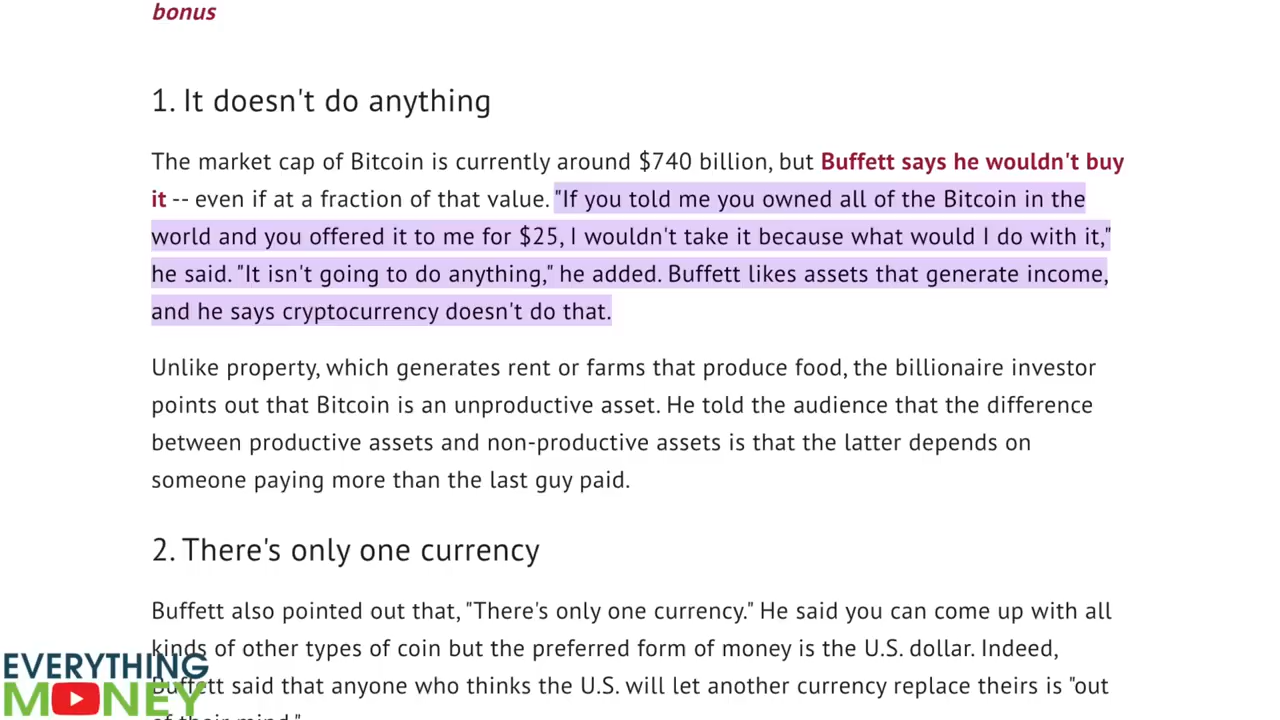 bonus
1. It doesn't do anything
The market cap of Bitcoin is currently around $740 billion, but Buffett says he wouldn't buy
it -- even if at a fraction of that value. "If you told me you owned all of the Bitcoin in the
world and you offered it to me for $25, I wouldn't take it because what would I do with it,"
he said. "It isn't going to do anything," he added. Buffett likes assets that generate income,
and he says cryptocurrency doesn't do that.
Unlike property, which generates rent or farms that produce food, the billionaire investor
points out that Bitcoin is an unproductive asset. He told the audience that the difference
between productive assets and non-productive assets is that the latter depends on
someone paying more than the last guy paid.
2. There's only one currency
Buffett also pointed out that, "There's only one currency." He said you can come up with all
kinds of other types of coin but the preferred form of money is the U.S. dollar. Indeed,
Buffett said that anyone who thinks the U.S. will let another currency replace theirs is "out
of their mind."
EVERYTHING
MONEY